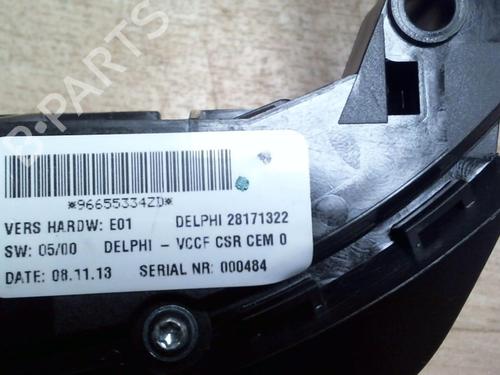 B-PARTS
*96655334ZD*
VERS HARDW: E01 DELPHI 28171322
SW: 05/00 DELPHI - VCCF CSR CEM 0
DATE: 08.11.13 SERIAL NR: 000484